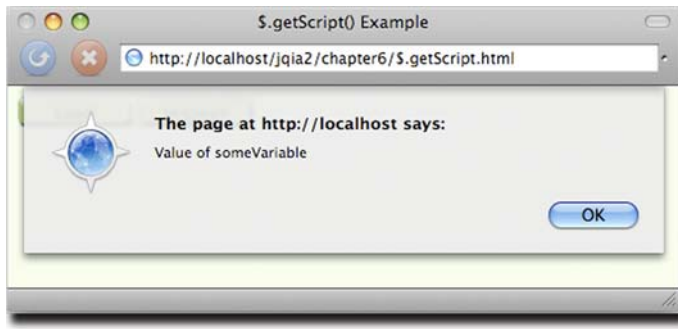 $.getScript() Example
http://localhost/jqia2/chapter6/$.getScript.html
The page at http://localhost says:
Value of someVariable
OK